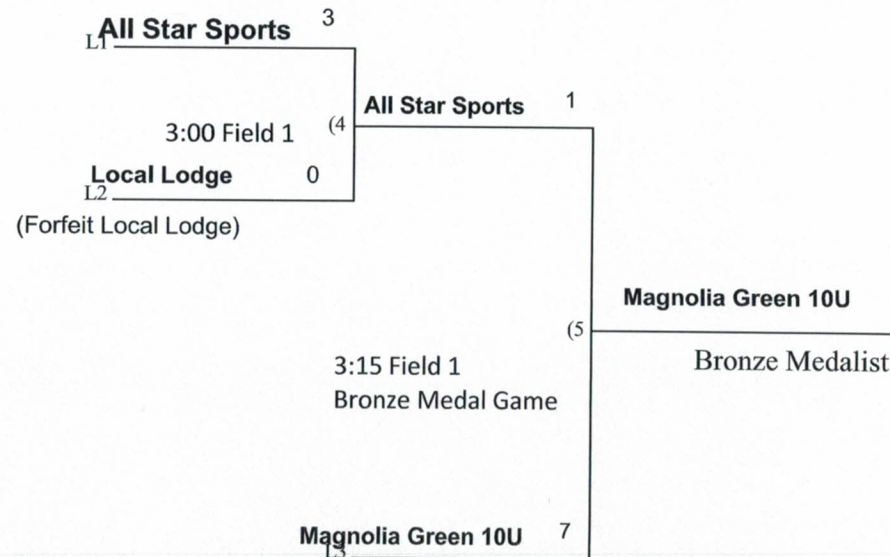 All Star Sports 3
L1
All Star Sports 1
3:00 Field 1 (4
Local Lodge 0
L2
(Forfeit Local Lodge)
Magnolia Green 10U
(5
3:15 Field 1
Bronze Medalist
Bronze Medal Game
Magnolia Green 10U 7